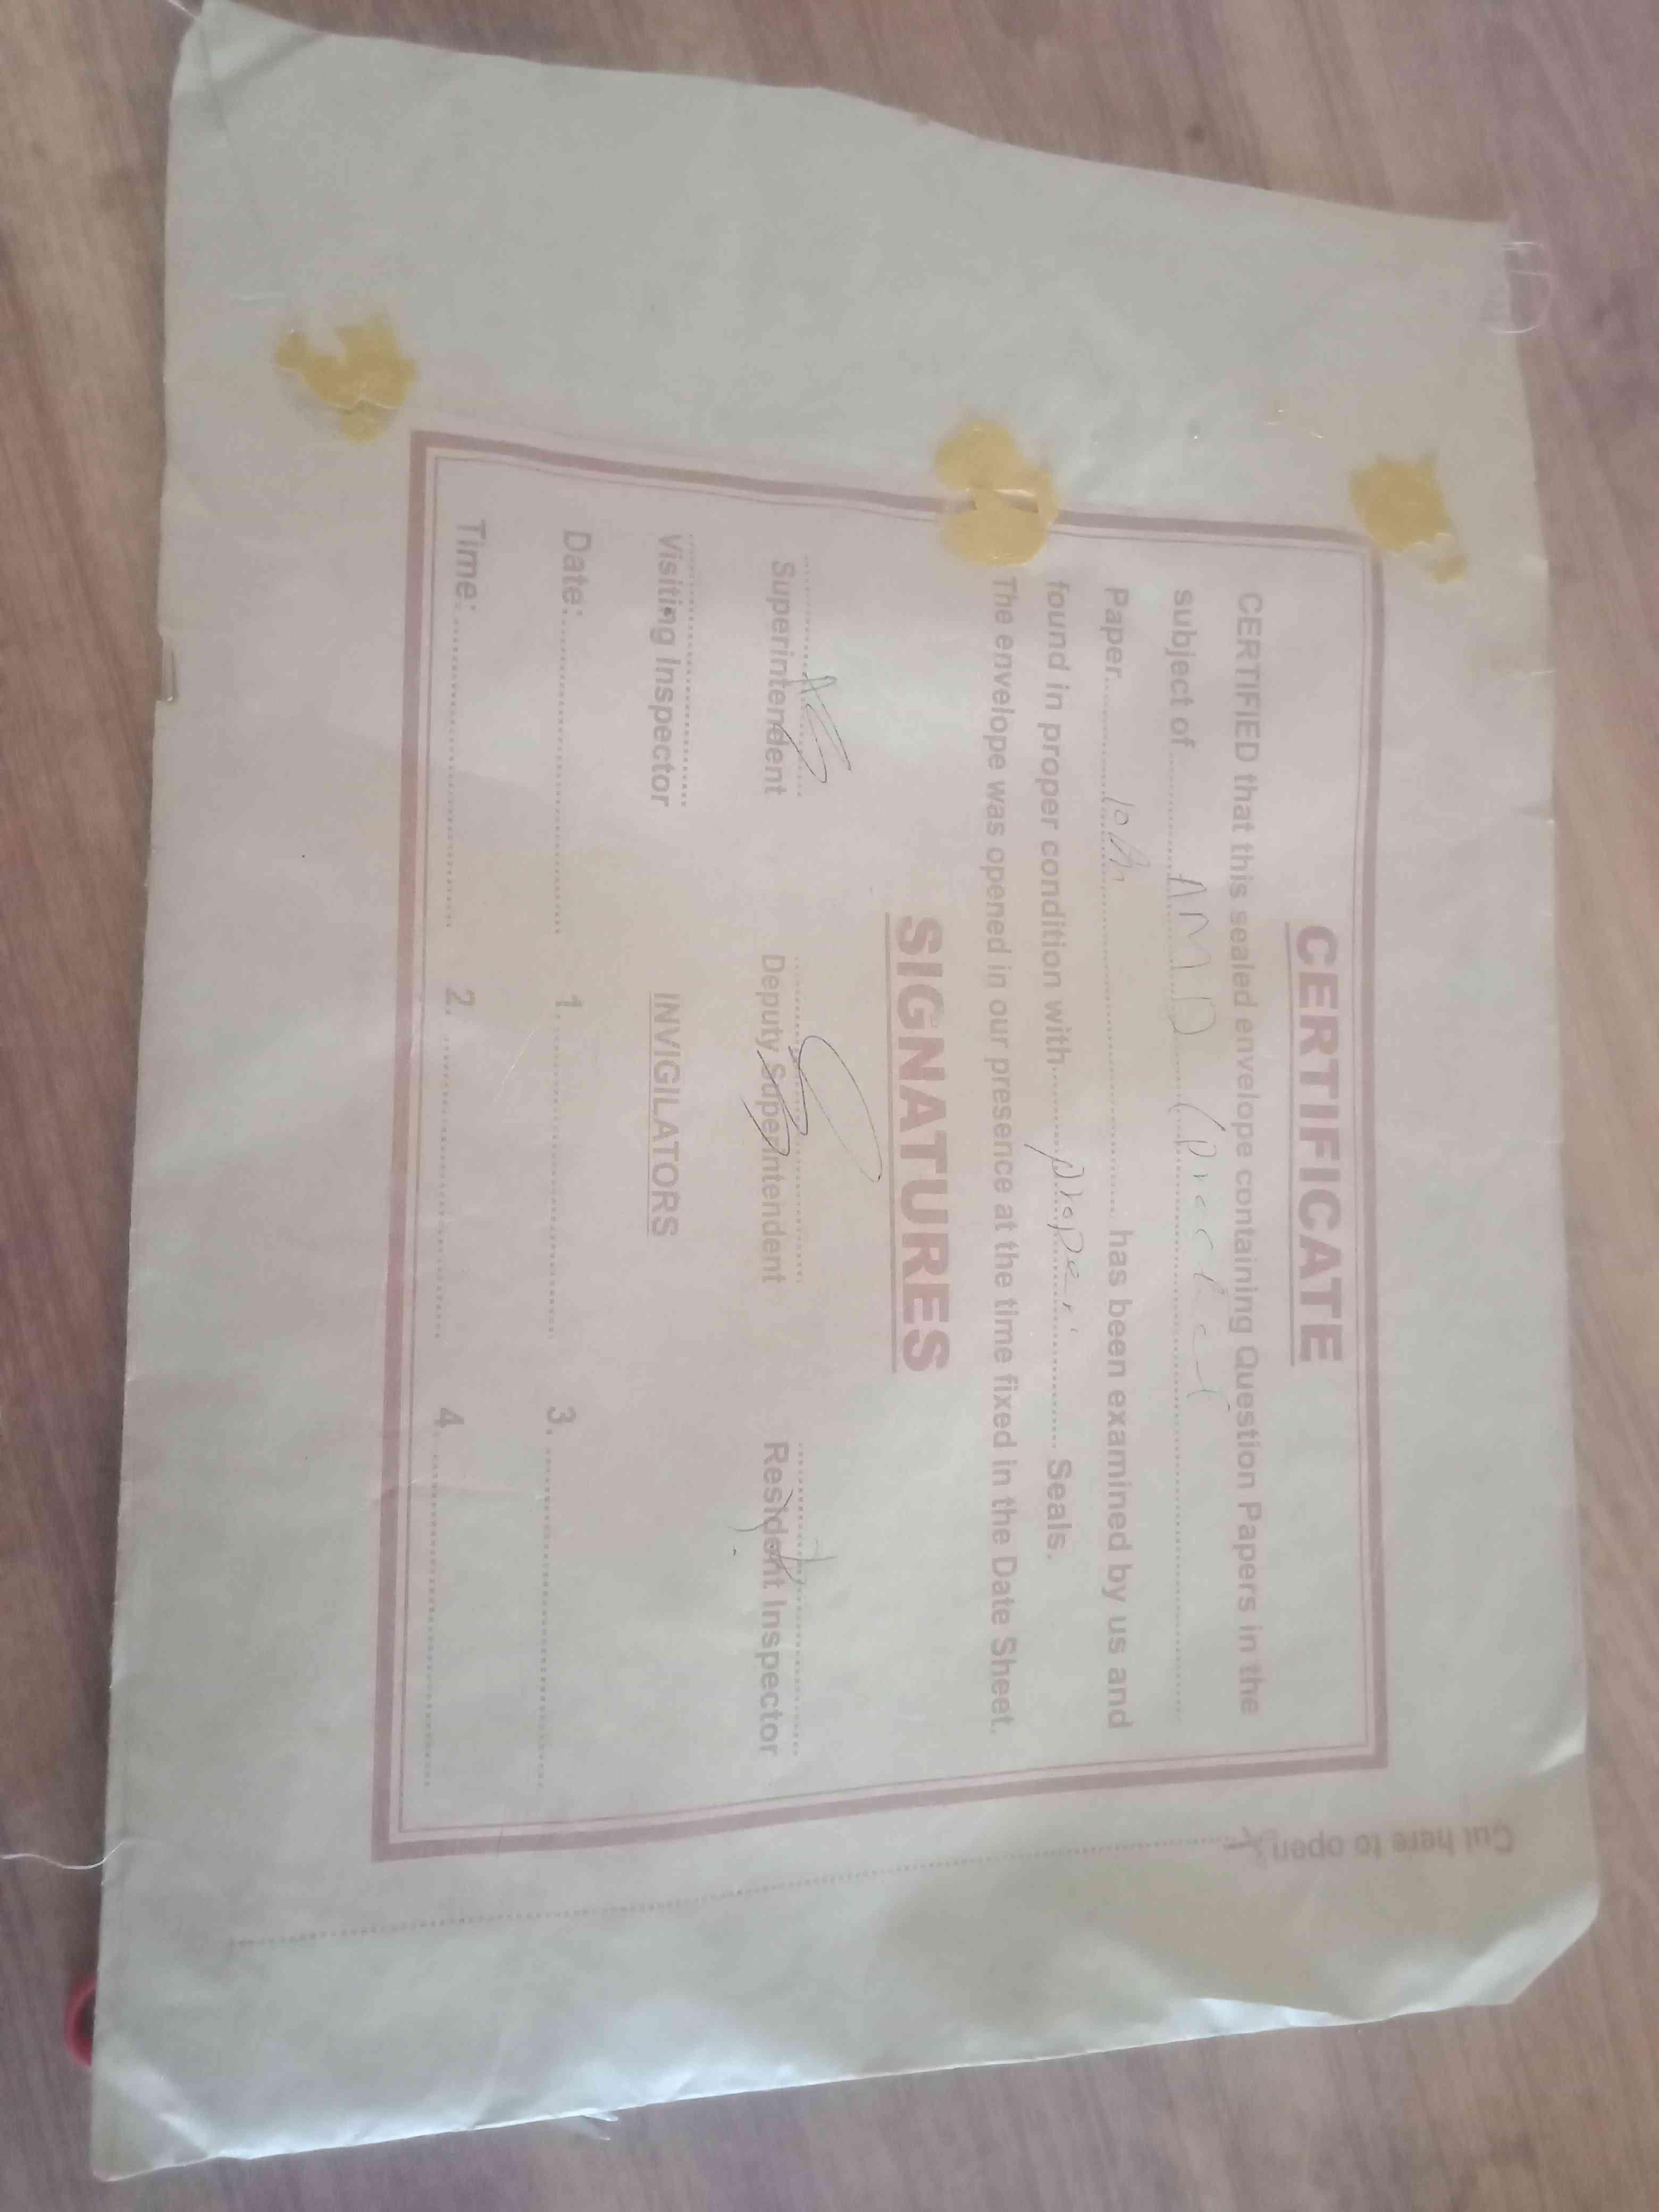 CERTIFICATE
CERTIFIED that this sealed envelope containing Question Papers in the
subject of ........ AMD ........
Paper ........ 10th ........ has been examined by us and
found in proper condition with ........ proper ........ Seals.
The envelope was opened in our presence at the time fixed in the Date Sheet.
SIGNATURES
Superintendent Deputy Superintendent Resident Inspector
Visiting Inspector INVIGILATORS
Date: ........ 1. ........ 3. ........
Time: ........ 2. ........ 4. ........
Cut here to open